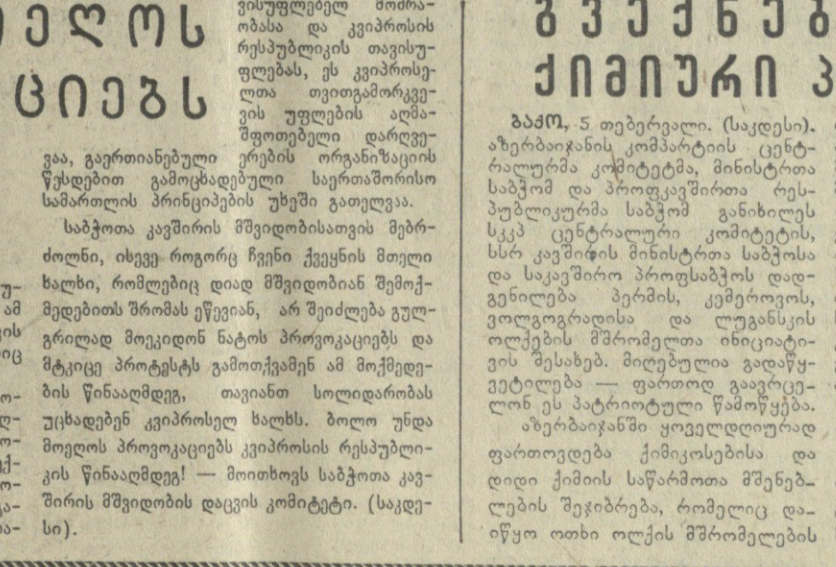 ციებს
ვისუფლებელ მოძრა-
ობასა და კვიპროსის
რესპუბლიკის თავისუ-
ფლებას, ეს კვიპროსე-
ლთა თვითგამორკვე-
ვის უფლების აღმა-
შფოთებელი დარღვე-
ვაა, გაერთიანებული ერების ორგანიზაციის
წესდებით გამოცხადებული საერთაშორისო
სამართლის პრინციპების უხეში გათელვაა.
საბჭოთა კავშირის მშვიდობისათვის მებრ-
ძოლნი, ისევე როგორც ჩვენი ქვეყნის მთელი
ხალხი, რომლებიც დიად მშვიდობიან შემოქ-
მედებითს შრომას ეწევიან, არ შეიძლება გულ-
გრილად მოეკიდონ ნატოს პროვოკაციებს და
მტკიცე პროტესტს გამოთქვამენ ამ მოქმედე-
ბის წინააღმდეგ, თავიანთ სოლიდარობას
უცხადებენ კვიპროსელ ხალხს. ბოლო უნდა
მოეღოს პროვოკაციებს კვიპროსის რესპუბლი-
კის წინააღმდეგ! — მოითხოვს საბჭოთა კავ-
შირის მშვიდობის დაცვის კომიტეტი. (საკდე-
სი).
ქიმიური
ბაქო, 5 თებერვალი. (საკდესი).
აზერბაიჯანის კომპარტიის ცენტ-
რალურმა კომიტეტმა, მინისტრთა
საბჭომ და პროფკავშირთა რეს-
პუბლიკურმა საბჭომ განიხილეს
სკკპ ცენტრალური კომიტეტის,
სსრ კავშირის მინისტრთა საბჭოსა
და საკავშირო პროფსაბჭოს დად-
გენილება პერმის, კემეროვოს,
ვოლგოგრადისა და ლუგანსკის
ოლქების მშრომელთა ინიციატი-
ვის შესახებ. მიღებულია გადაწყ-
ვეტილება — ფართოდ გაავრცე-
ლონ ეს პატრიოტული წამოწყება.
აზერბაიჯანში ყოველდღიურად
ფართოვდება ქიმიკოსებისა და
დიდი ქიმიის საწარმოთა მშენებ-
ლების შეჯიბრება, რომელიც და-
იწყო ოთხი ოლქის მშრომელების